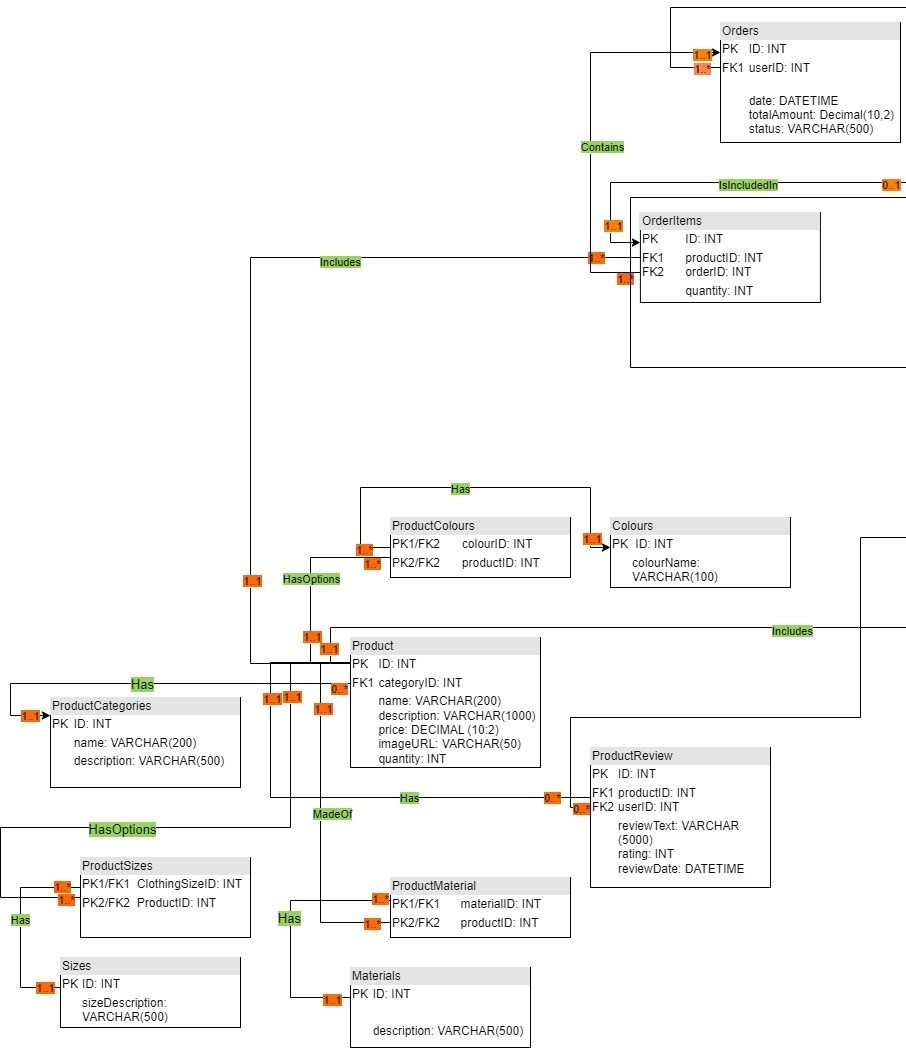 Orders
1..1
PK ID: INT
1..*
FK1 userID: INT
date: DATETIME
totalAmount: Decimal(10,2)
status: VARCHAR(500)
Contains
IsIncludedIn
0..1
OrderItems
1..1
PK ID: INT
1..*
FK1 productID: INT
Includes
FK2 orderID: INT
1..*
quantity: INT
Has
ProductColours
PK1/FK2 colourID: INT
1..*
PK2/FK2 productID: INT
1..*
Colours
1..1
PK ID: INT
colourName:
VARCHAR(100)
HasOptions
1..1
1..1
1..1
Includes
Product
PK ID: INT
FK1 categoryID: INT
0..*
name: VARCHAR(200)
description: VARCHAR(1000)
price: DECIMAL (10:2)
imageURL: VARCHAR(50)
quantity: INT
Has
1..1
1..1
1..1
ProductCategories
1..1
PK ID: INT
name: VARCHAR(200)
description: VARCHAR(500)
ProductReview
PK ID: INT
Has
0..*
FK1 productID: INT
0..*
FK2 userID: INT
reviewText: VARCHAR
(5000)
rating: INT
reviewDate: DATETIME
MadeOf
HasOptions
ProductSizes
1..*
PK1/FK1 ClothingSizeID: INT
1..*
PK2/FK2 ProductID: INT
Has
ProductMaterial
1..*
PK1/FK1 materialID: INT
1..*
PK2/FK2 productID: INT
Has
Sizes
1..1
PK ID: INT
sizeDescription:
VARCHAR(500)
Materials
1..1
PK ID: INT
description: VARCHAR(500)